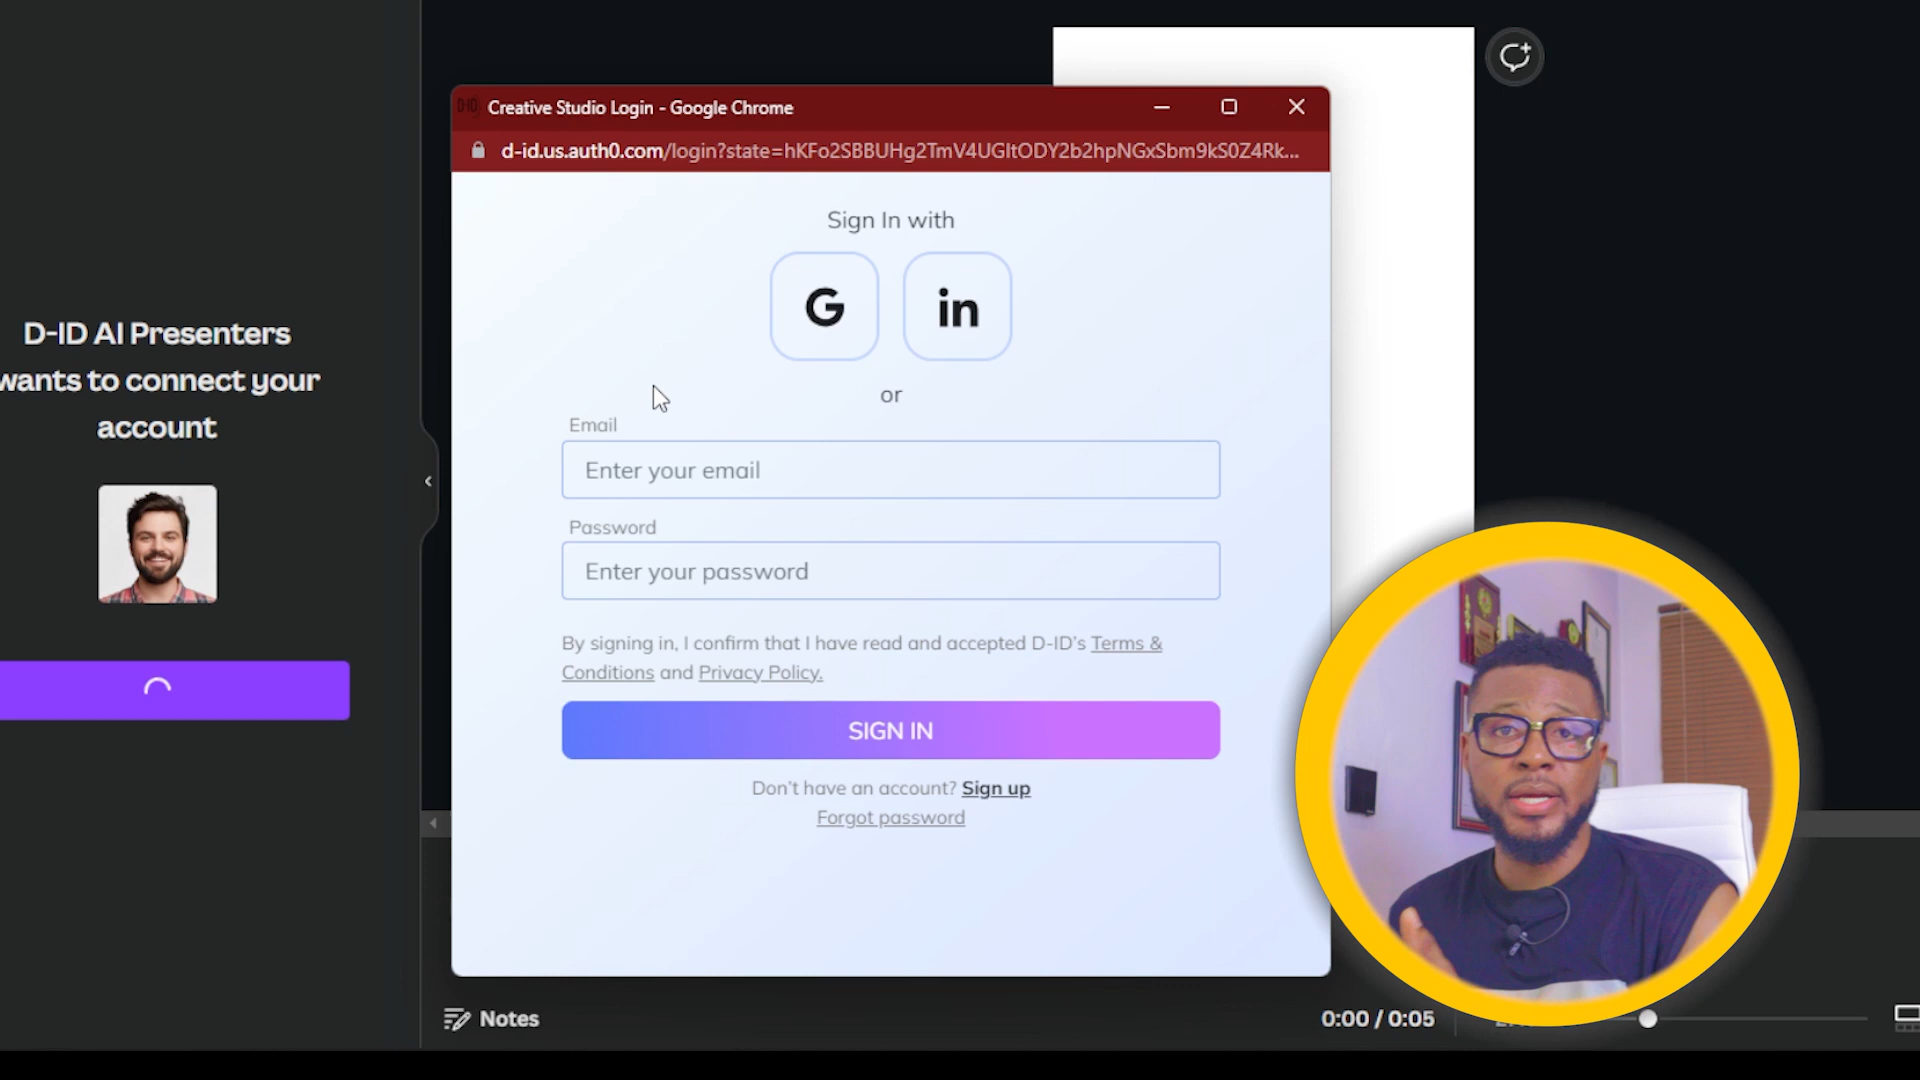 Creative Studio Login - Google Chrome
d-id.us.auth0.com/login?state=hKFo2SBBUHg2TmV4UGltODY2b2hpNGxSbm9kS0Z4Rk...
Sign In with
G in
or
D-ID AI Presenters
wants to connect your
account
Email
Enter your email
Password
Enter your password
By signing in, I confirm that I have read and accepted D-ID's Terms &
Conditions and Privacy Policy.
SIGN IN
Don't have an account? Sign up
Forgot password
Notes
0:00 / 0:05